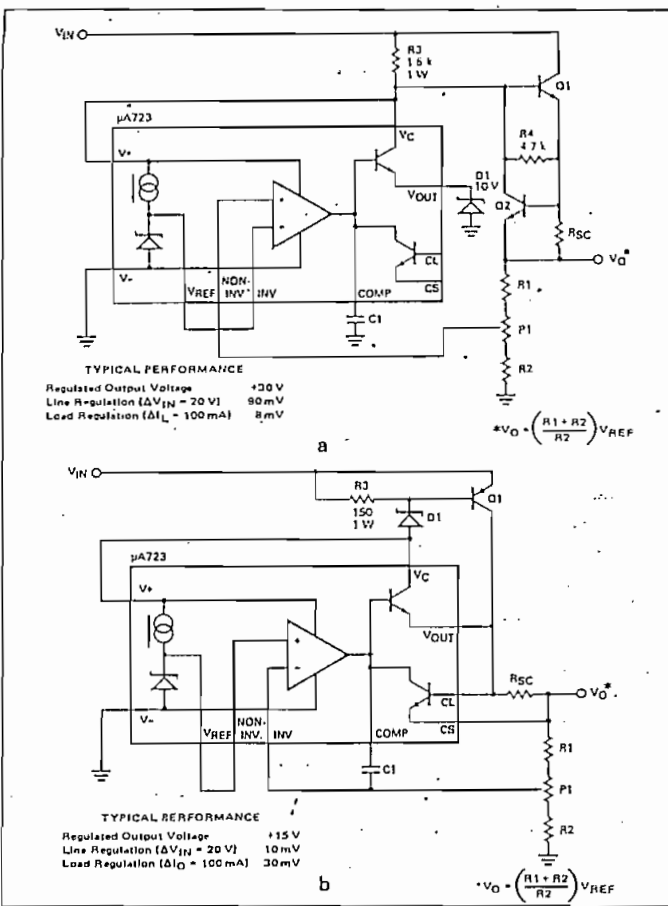 VIN
R3
1.5 k
1 W
Q1
µA723
V+
VC
R4
4.7 k
D1
10 V
VOUT
Q2
RSC
VO*
CL
CS
V-
VREF
NON-
INV
INV
COMP
C1
R1
P1
R2
TYPICAL PERFORMANCE
Regulated Output Voltage +30 V
Line Regulation (ΔVIN = 20 V) 90 mV
Load Regulation (ΔIL = 100 mA) 8 mV
a
*VO = (R1 + R2 / R2) VREF
VIN
R3
150
1 W
D1
Q1
µA723
V+
VC
VOUT
RSC
VO*
CL
CS
V-
VREF
NON-
INV.
INV
COMP
C1
R1
P1
R2
TYPICAL PERFORMANCE
Regulated Output Voltage +15 V
Line Regulation (ΔVIN = 20 V) 10 mV
Load Regulation (ΔIO = 100 mA) 30 mV
b
*VO = (R1 + R2 / R2) VREF